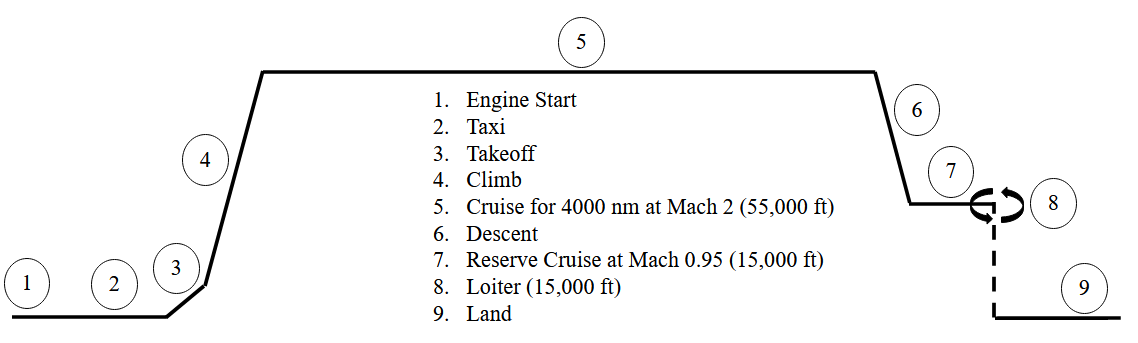 5
1. Engine Start
2. Taxi
3. Takeoff
4. Climb
5. Cruise for 4000 nm at Mach 2 (55,000 ft)
6. Descent
7. Reserve Cruise at Mach 0.95 (15,000 ft)
8. Loiter (15,000 ft)
9. Land
1
2
3
4
6
7
8
9